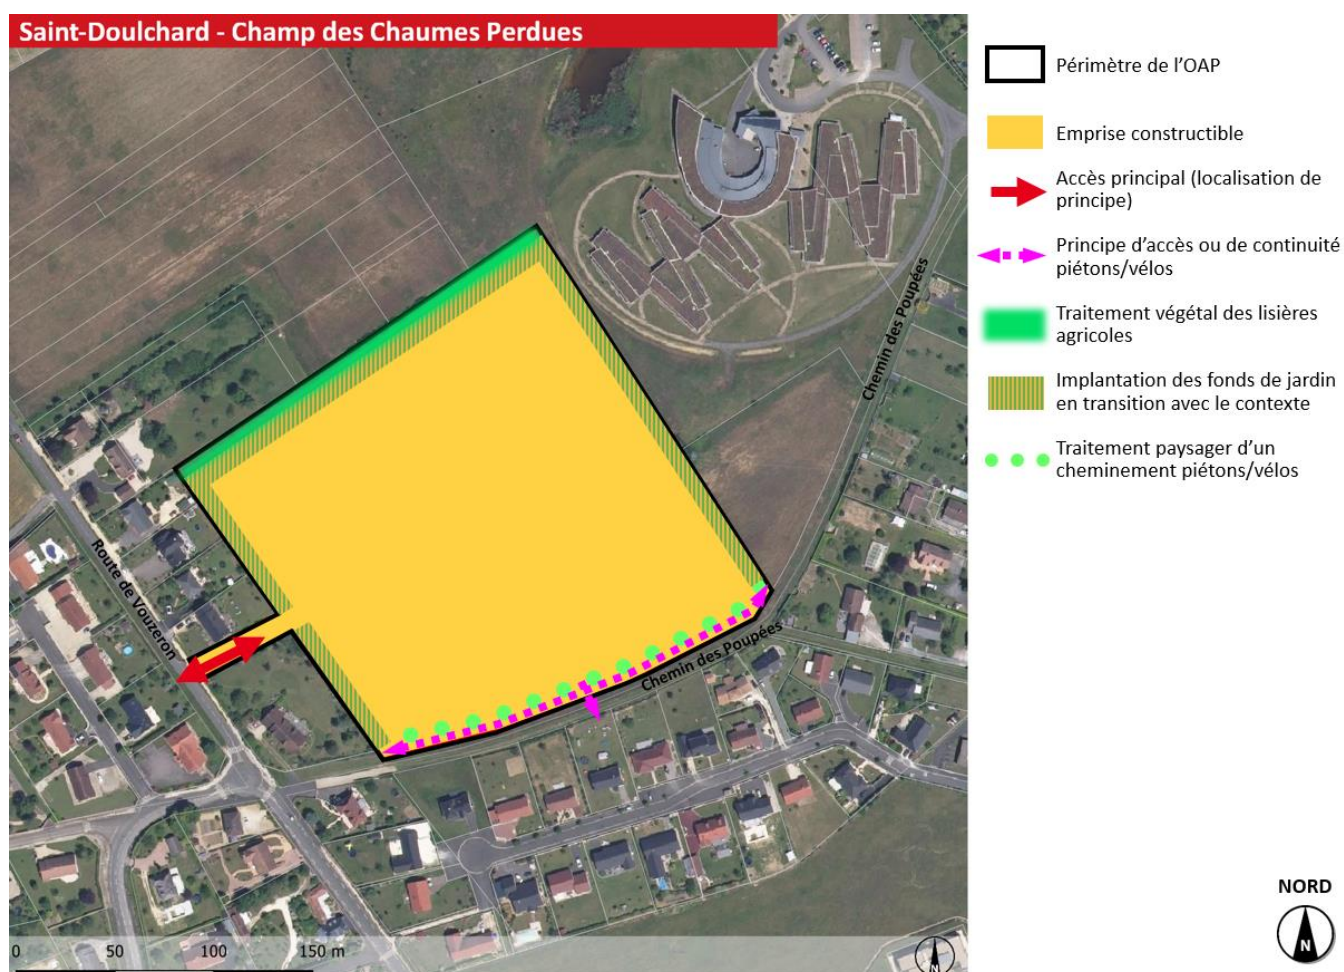 Saint-Doulchard - Champ des Chaumes Perdues
Périmètre de l'OAP
Emprise constructible
Accès principal (localisation de
principe)
Principe d'accès ou de continuité
piétons/vélos
Traitement végétal des lisières
agricoles
Implantation des fonds de jardin
en transition avec le contexte
Traitement paysager d'un
cheminement piétons/vélos
Chemin des Poupées
Route de Vouzeron
Chemin des Poupées
0 50 100 150 m
N
NORD
N